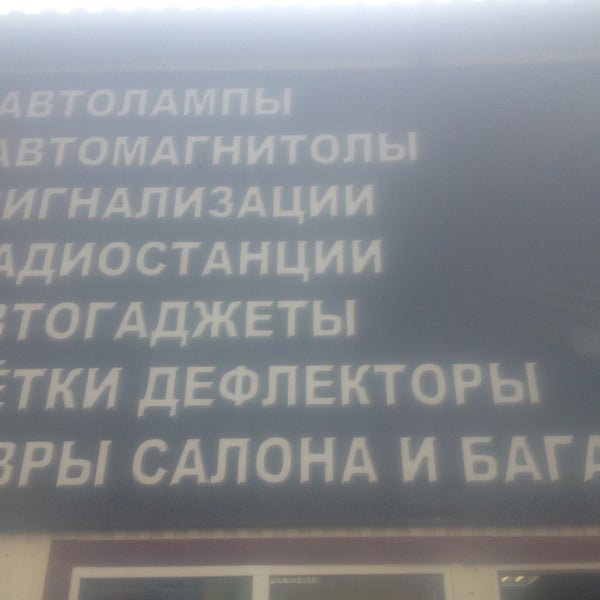 АВТОЛАМПЫ
АВТОМАГНИТОЛЫ
ИГНАЛИЗАЦИИ
АДИОСТАНЦИИ
ВТОГАДЖЕТЫ
ЁТКИ ДЕФЛЕКТОРЫ
ВРЫ САЛОНА И БАГА